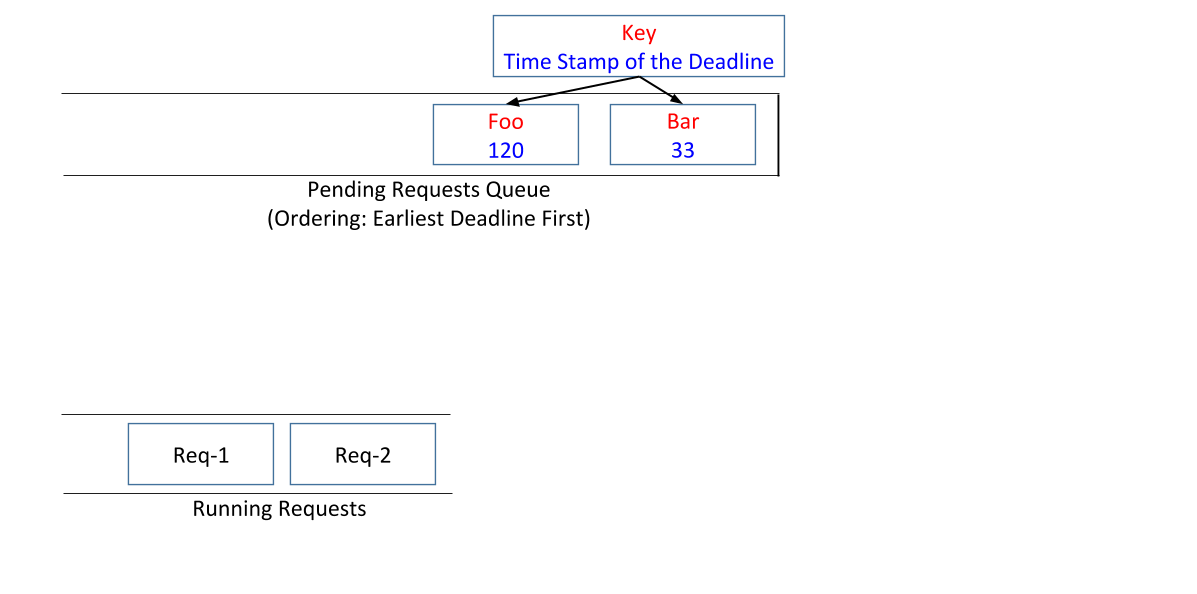 Key
Time Stamp of the Deadline
Foo
120
Bar
33
Pending Requests Queue
(Ordering: Earliest Deadline First)
Req-1
Req-2
Running Requests